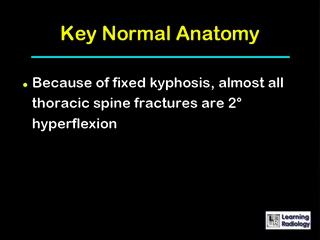 Key Normal Anatomy
Because of fixed kyphosis, almost all
thoracic spine fractures are 2°
hyperflexion
Learning
Radiology